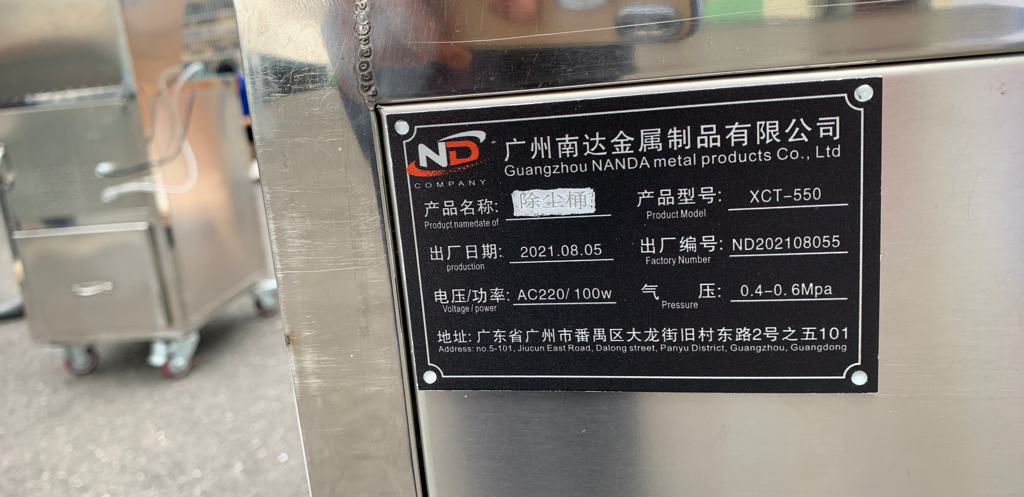 ND
COMPANY
广州南达金属制品有限公司
Guangzhou NANDA metal products Co., Ltd
产品名称: 除尘桶 产品型号: XCT-550
Product namedate of Product Model
出厂日期: 2021.08.05 出厂编号: ND202108055
production Factory Number
电压/功率: AC220/ 100w 气 压: 0.4-0.6Mpa
Voltage / power Pressure
地址: 广东省广州市番禺区大龙街旧村东路2号之五101
Address: no.5-101, Jiucun East Road, Dalong street, Panyu District, Guangzhou, Guangdong